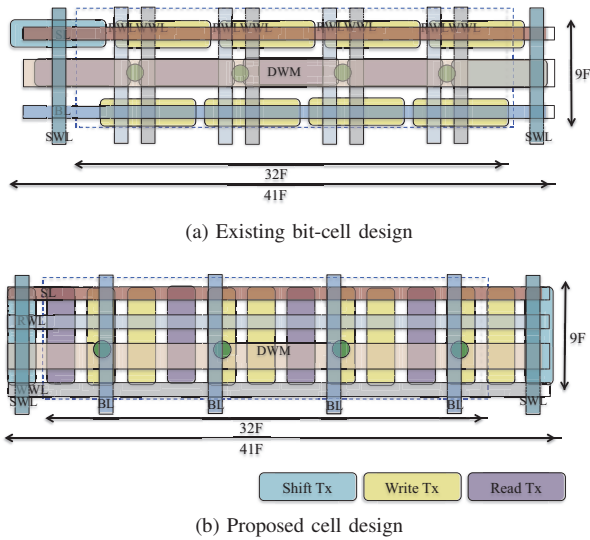 RWL WWL RWL WWL RWL WWL RWL WWL
SL
DWM
9F
BL
SWL SWL
32F
41F
(a) Existing bit-cell design
SL
RWL
DWM
9F
WWL
SWL BL BL BL BL SWL
32F
41F
Shift Tx Write Tx Read Tx
(b) Proposed cell design